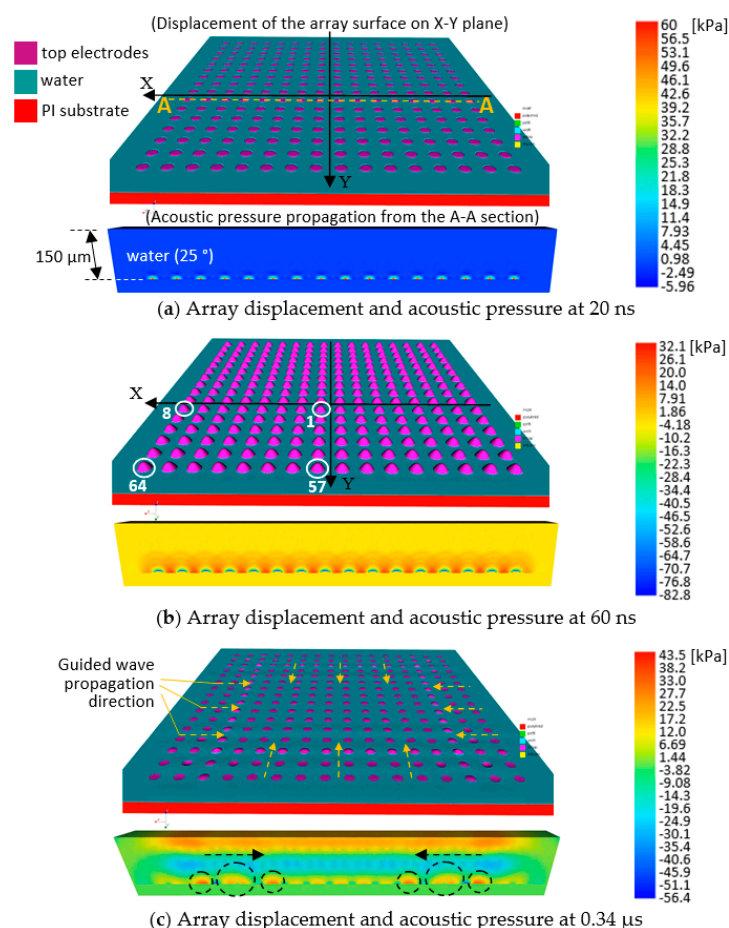 (Displacement of the array surface on X-Y plane)
top electrodes
water
PI substrate
X
A
A
Y
60 [kPa]
56.5
53.0
49.6
46.1
42.6
39.2
35.7
32.2
28.8
25.3
21.8
18.3
14.9
11.4
7.93
4.45
0.98
-2.49
-5.96
(Acoustic pressure propagation from the A-A section)
150 µm
water (25 °)
(a) Array displacement and acoustic pressure at 20 ns
X
8
1
64
57
Y
32.1 [kPa]
26.1
20.0
14.0
7.91
1.86
-4.18
-10.2
-16.3
-22.3
-28.4
-34.4
-40.5
-46.5
-52.6
-58.6
-64.7
-70.7
-76.8
-82.8
(b) Array displacement and acoustic pressure at 60 ns
Guided wave
propagation
direction
43.5 [kPa]
38.2
33.0
27.7
22.5
17.2
12.0
6.69
1.44
-3.82
-9.08
-14.3
-19.6
-24.9
-30.1
-35.4
-40.6
-45.9
-51.1
-56.4
(c) Array displacement and acoustic pressure at 0.34 µs